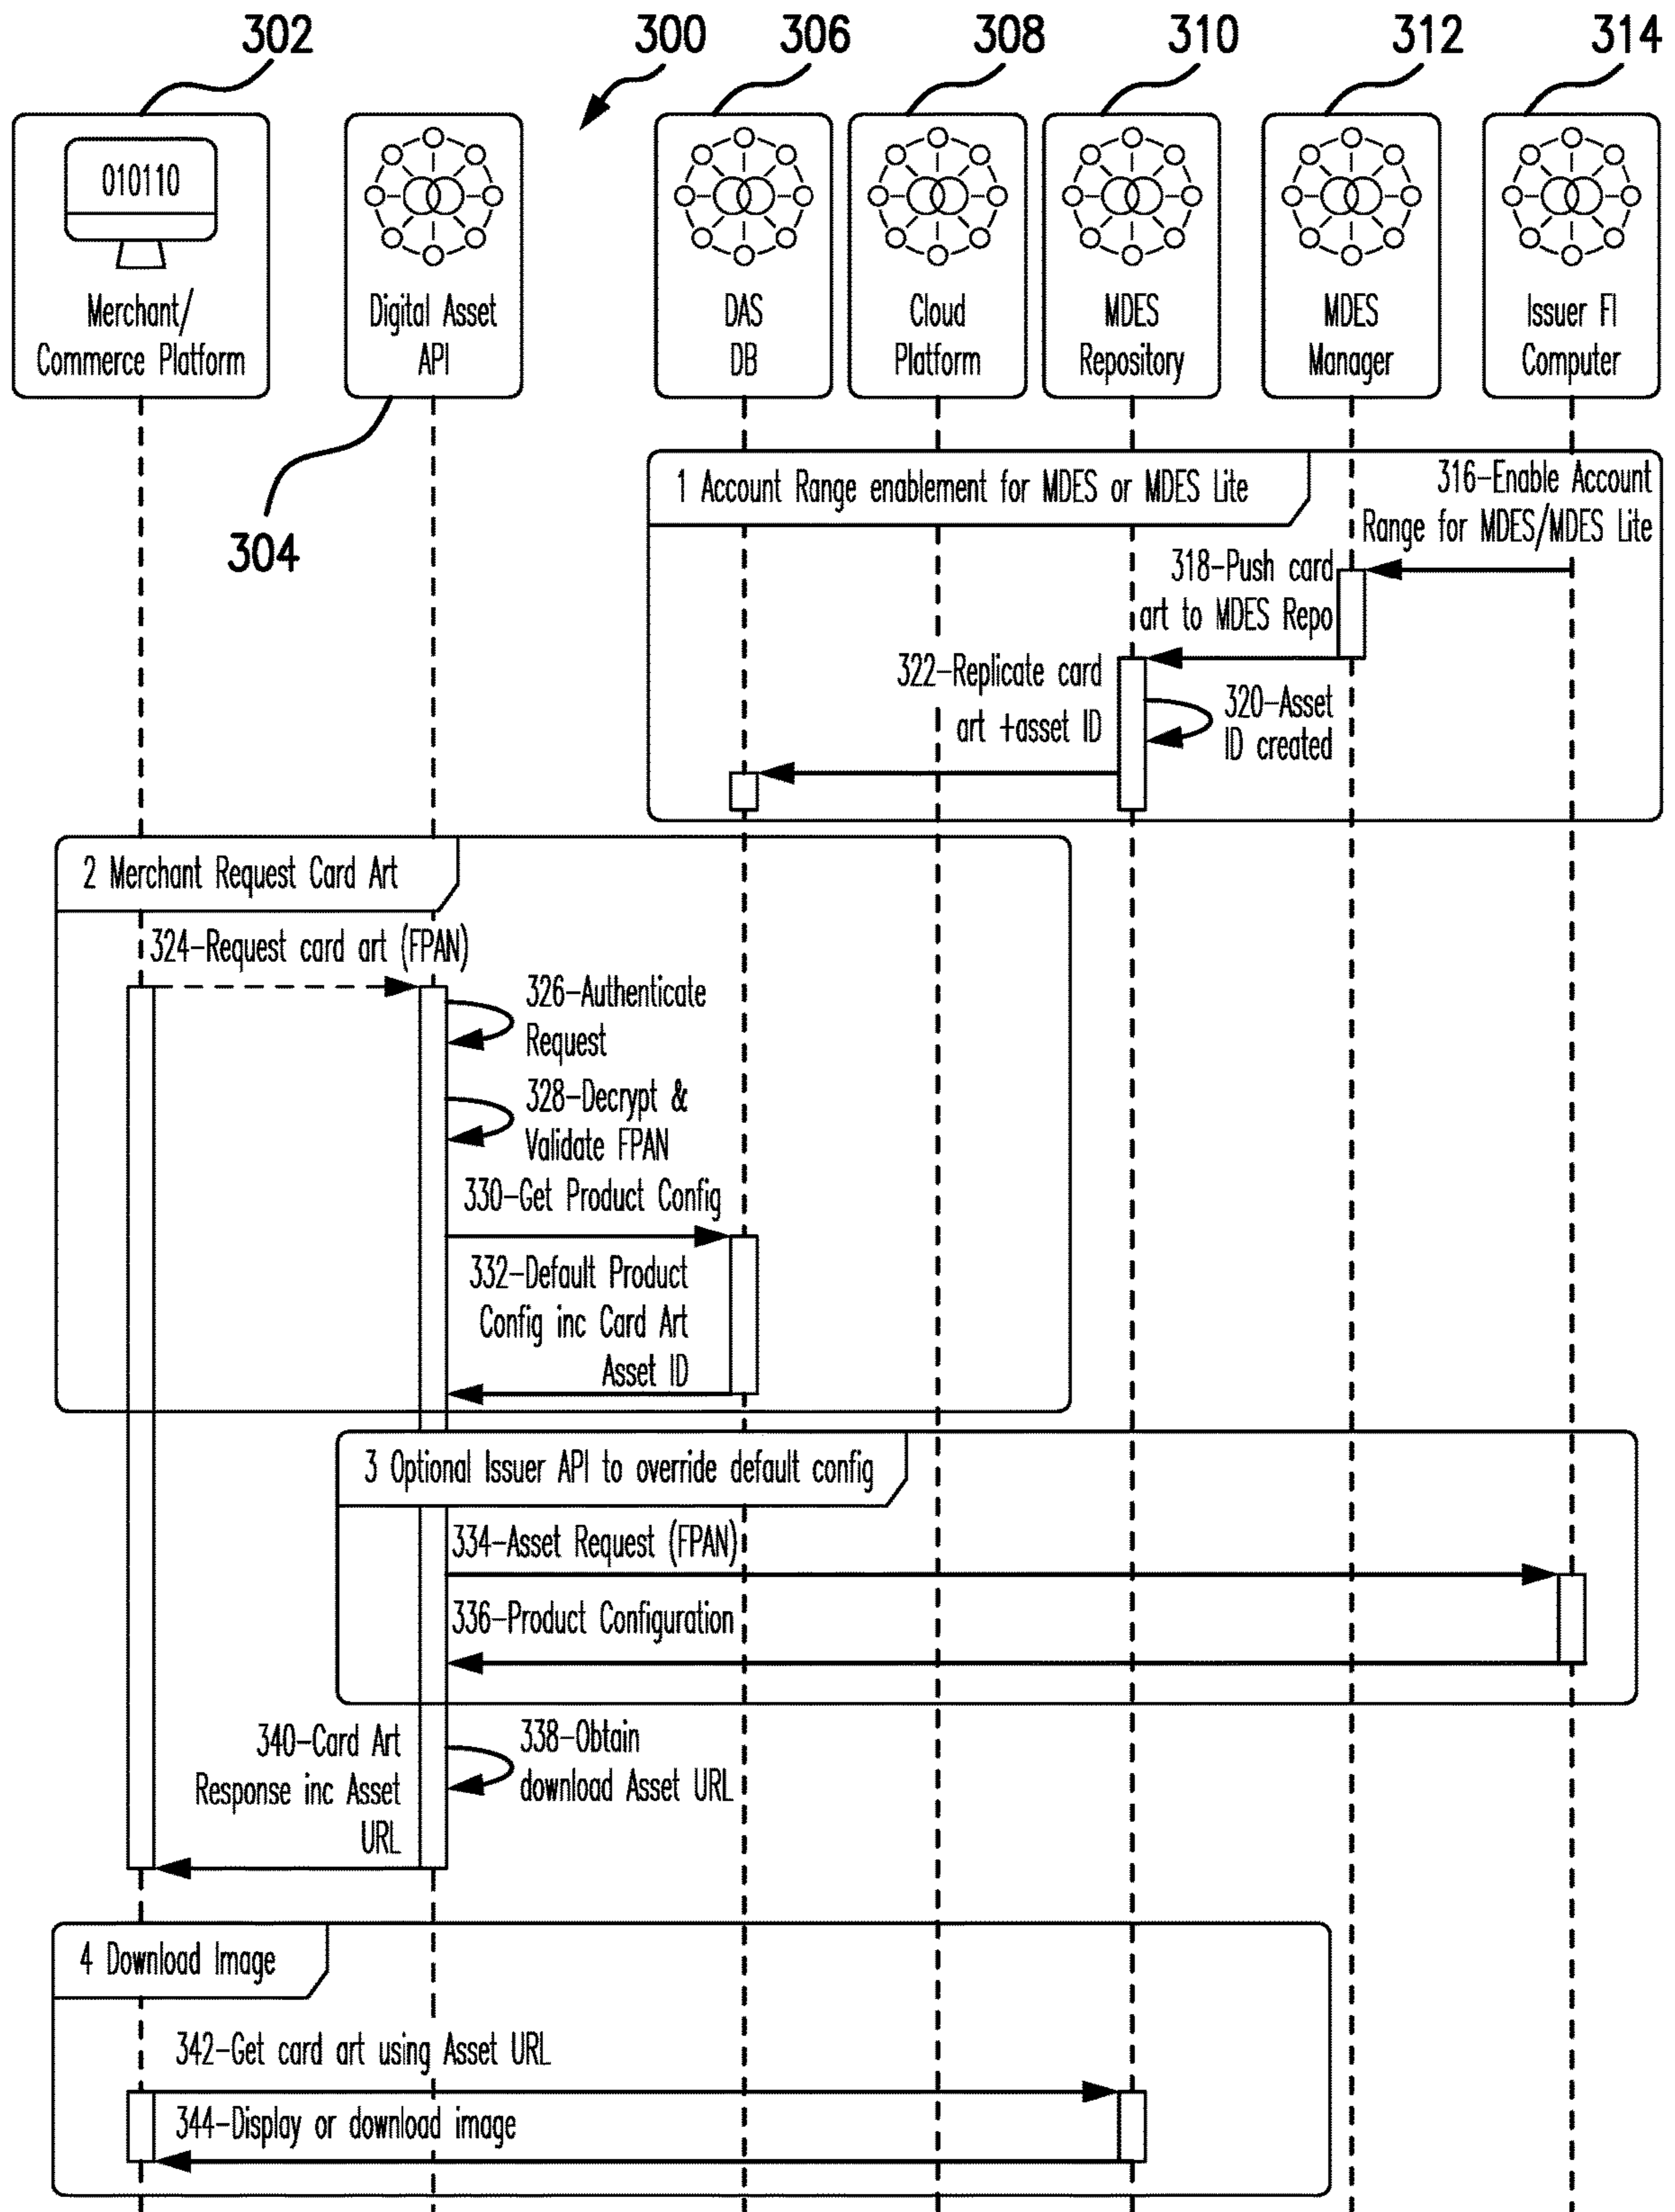 302
300
306
308
310
312
314
010110
Merchant/
Commerce Platform
Digital Asset
API
DAS
DB
Cloud
Platform
MDES
Repository
MDES
Manager
Issuer FI
Computer
304
1 Account Range enablement for MDES or MDES Lite
316-Enable Account
Range for MDES/MDES Lite
318-Push card
art to MDES Repo
322-Replicate card
art +asset ID
320-Asset
ID created
2 Merchant Request Card Art
324-Request card art (FPAN)
326-Authenticate
Request
328-Decrypt &
Validate FPAN
330-Get Product Config
332-Default Product
Config inc Card Art
Asset ID
3 Optional Issuer API to override default config
334-Asset Request (FPAN)
336-Product Configuration
340-Card Art
Response inc Asset
URL
338-Obtain
download Asset URL
4 Download Image
342-Get card art using Asset URL
344-Display or download image